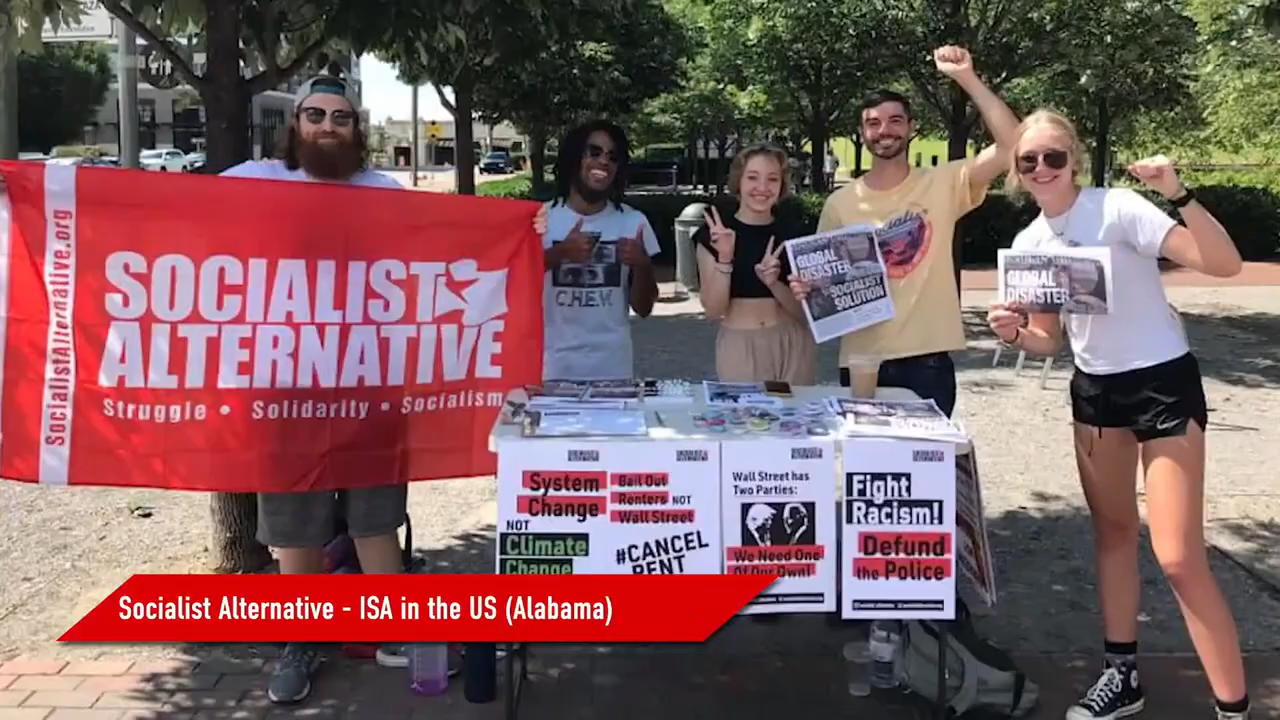 SocialistAlternative.org
SOCIALIST
ALTERNATIVE
Struggle • Solidarity • Socialism
C.H.E.W.
GLOBAL
DISASTER
SOCIALIST
SOLUTION
GLOBAL
DISASTER
System
Change
NOT
Climate
Change
Bail Out
Renters NOT
Wall Street
#CANCEL
RENT
Wall Street has
Two Parties:
We Need One
Of Our Own!
Fight
Racism!
Defund
the Police
Socialist Alternative - ISA in the US (Alabama)